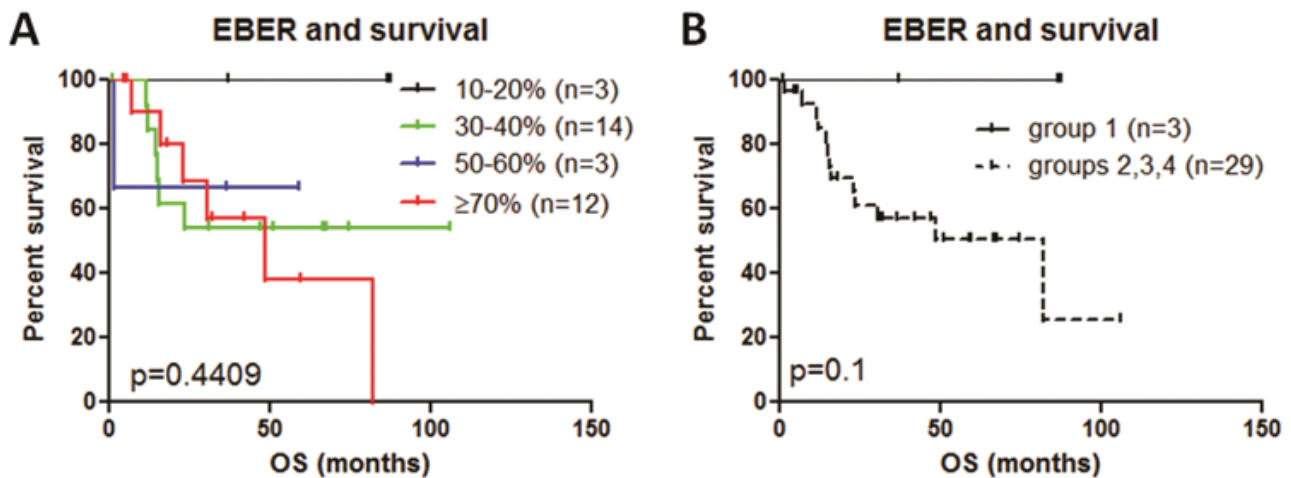 A
EBER and survival
Percent survival
100
80
60
40
20
0
10-20% (n=3)
30-40% (n=14)
50-60% (n=3)
≥70% (n=12)
p=0.4409
0
50
100
150
OS (months)
B
EBER and survival
Percent survival
100
80
60
40
20
0
group 1 (n=3)
groups 2,3,4 (n=29)
p=0.1
0
50
100
150
OS (months)